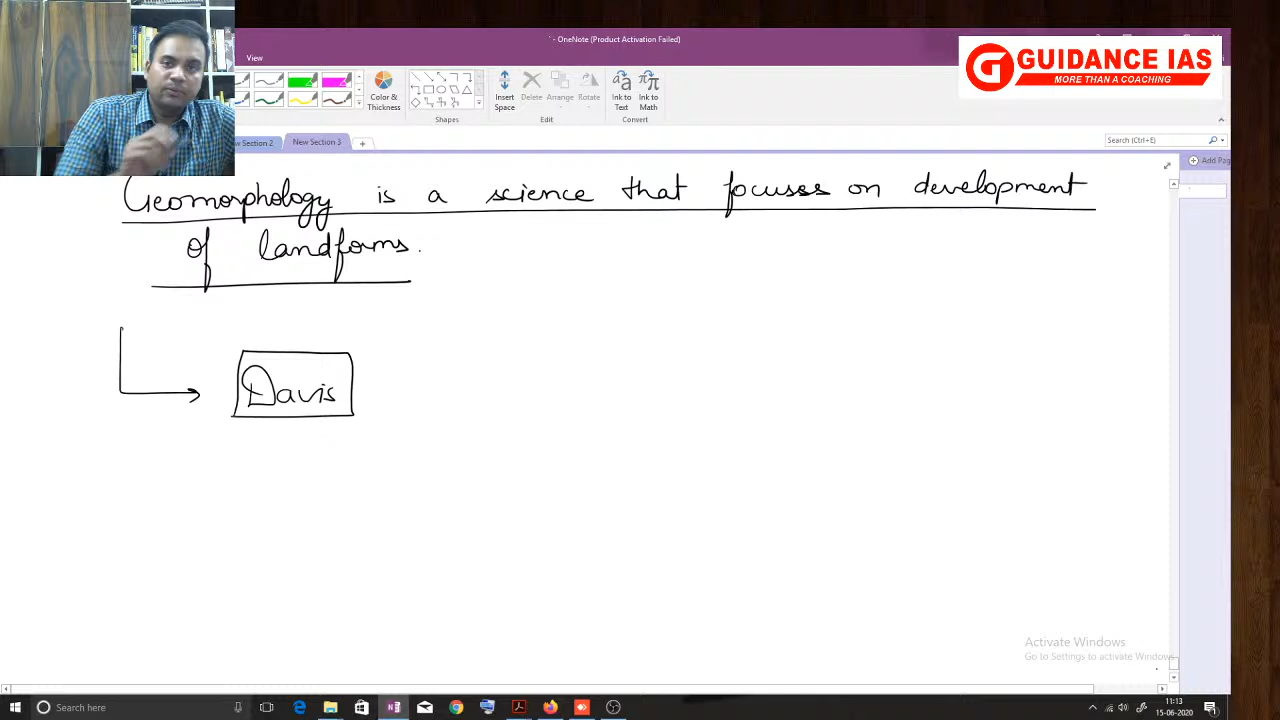 - OneNote (Product Activation Failed)
GUIDANCE IAS
MORE THAN A COACHING
View
Color & Thickness
Insert Space
Delete
Arrange
Rotate
Ink to Text
Ink to Math
Shapes
Edit
Convert
Section 2
New Section 3
Search (Ctrl+E)
Add Pag
Geomorphology is a science that focuses on development
of landforms.
Davis
Activate Windows
Go to Settings to activate Windows
Search here
11:13
15-06-2020